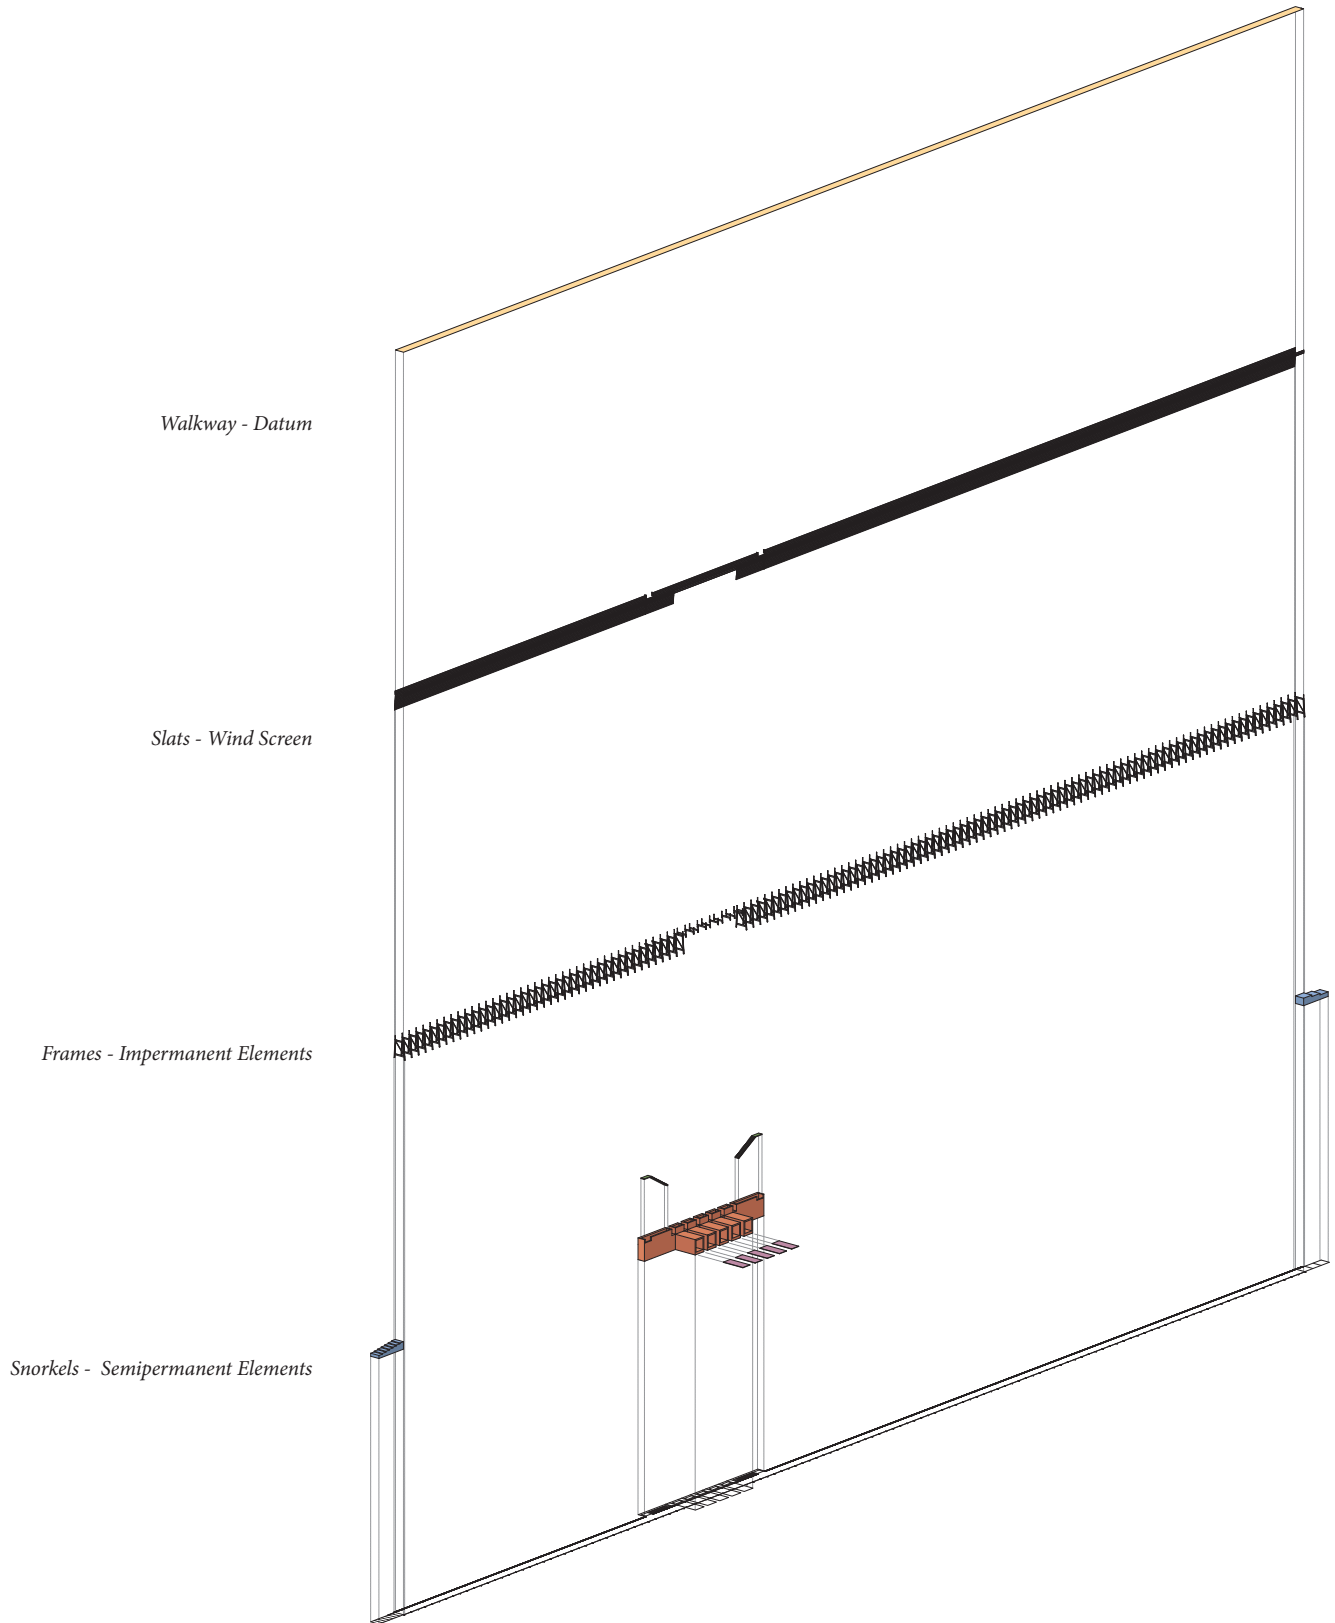 Walkway - Datum
Slats - Wind Screen
Frames - Impermanent Elements
Snorkels -  Semipermanent Elements